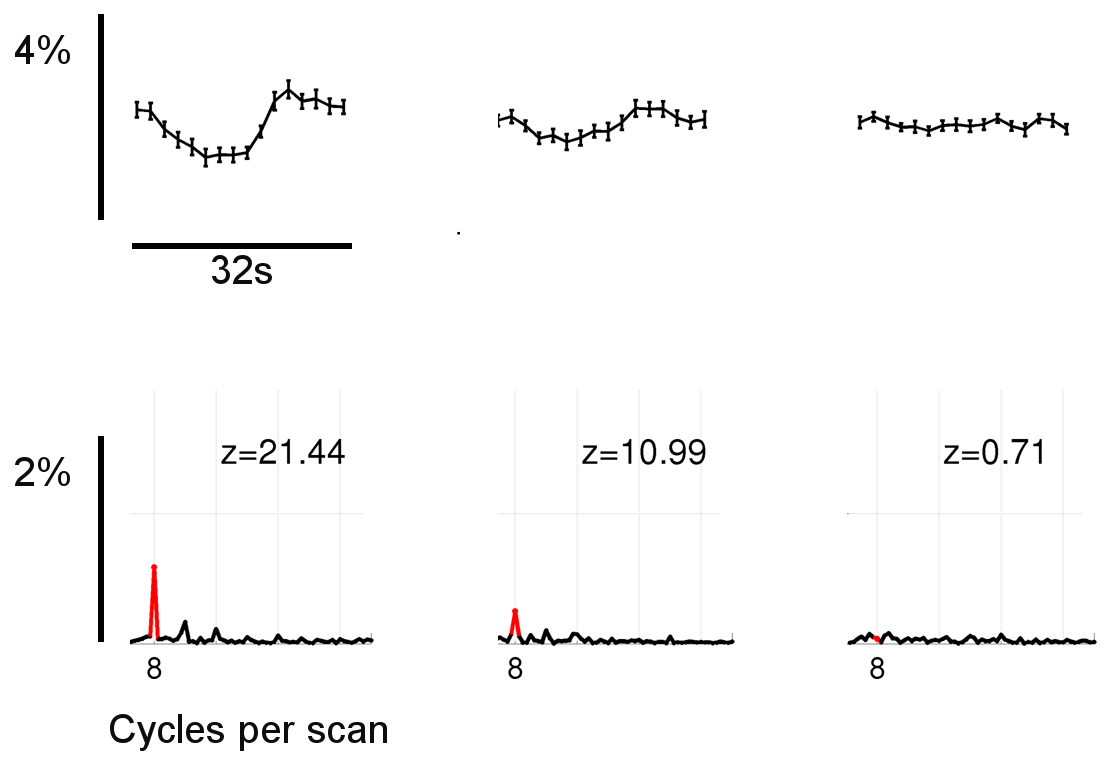 4%
32s
2%
z=21.44
z=10.99
z=0.71
8
8
8
Cycles per scan